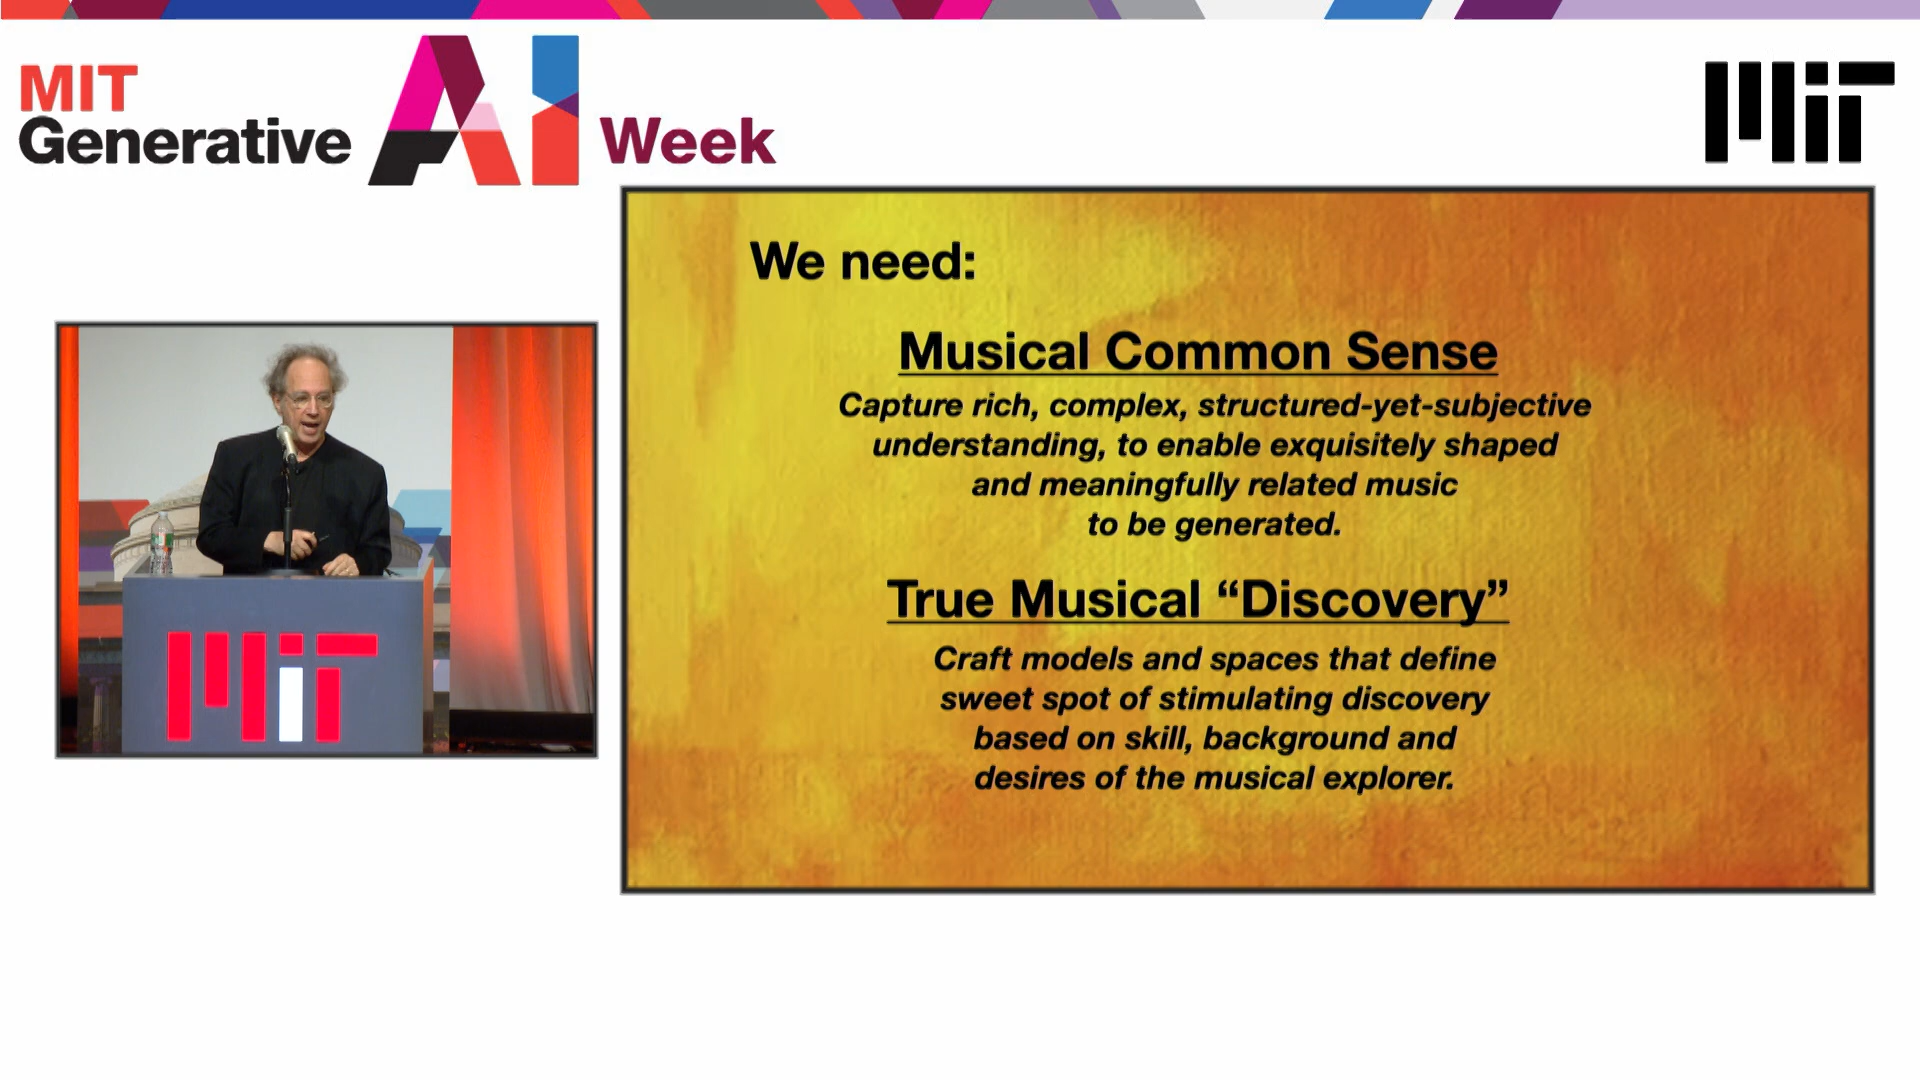 MIT
Generative AI Week
MIT
We need:
Musical Common Sense
Capture rich, complex, structured-yet-subjective
understanding, to enable exquisitely shaped
and meaningfully related music
to be generated.
True Musical “Discovery”
Craft models and spaces that define
sweet spot of stimulating discovery
based on skill, background and
desires of the musical explorer.
MIT